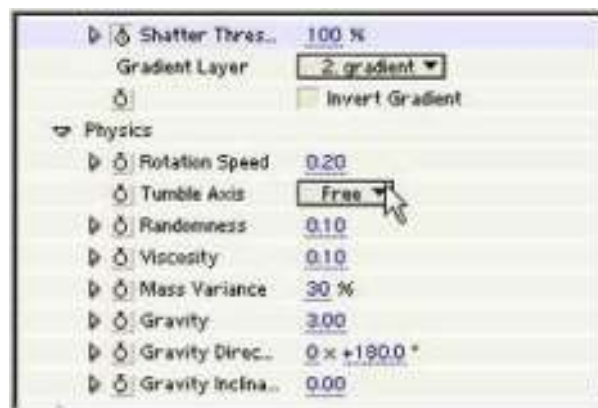 Shatter Thres... 100 %
Gradient Layer 2. gradient
Invert Gradient
Physics
Rotation Speed 0.20
Tumble Axis Free
Randomness 0.10
Viscosity 0.10
Mass Variance 30 %
Gravity 3.00
Gravity Direc... 0 x +180.0 °
Gravity Inclina... 0.00